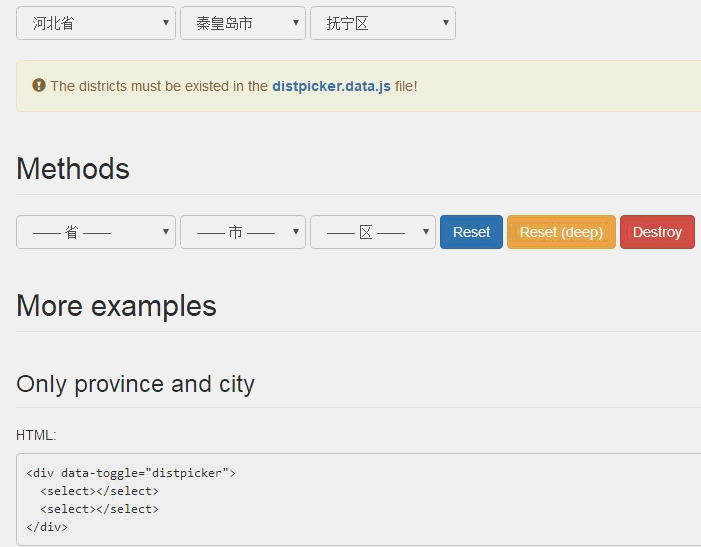 河北省 秦皇岛市 抚宁区
The districts must be existed in the distpicker.data.js file!
Methods
—— 省 —— —— 市 —— —— 区 —— Reset Reset (deep) Destroy
More examples
Only province and city
HTML:
<div data-toggle="distpicker">
  <select></select>
  <select></select>
</div>